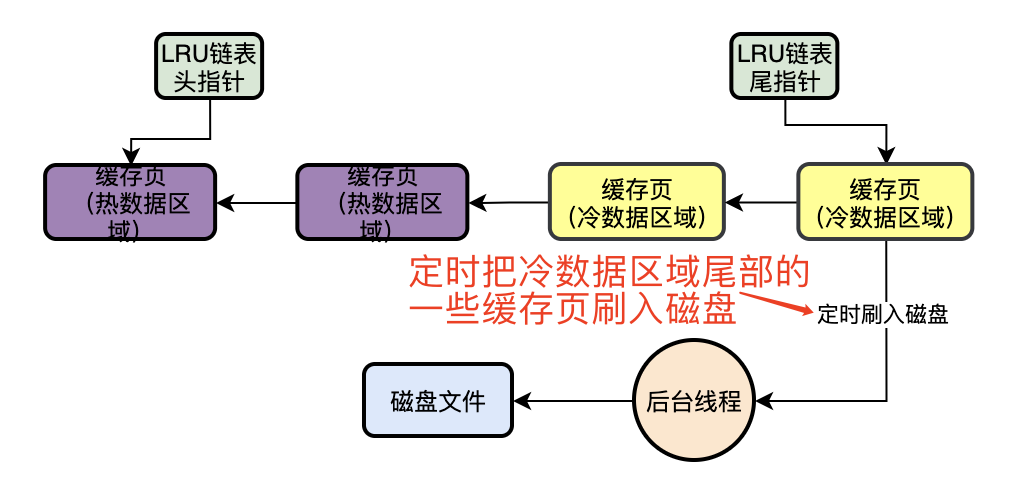 LRU链表
头指针
LRU链表
尾指针
缓存页
（热数据区
域）
缓存页
（热数据区
域）
缓存页
（冷数据区域）
缓存页
（冷数据区域）
定时把冷数据区域尾部的
一些缓存页刷入磁盘
定时刷入磁盘
磁盘文件
后台线程